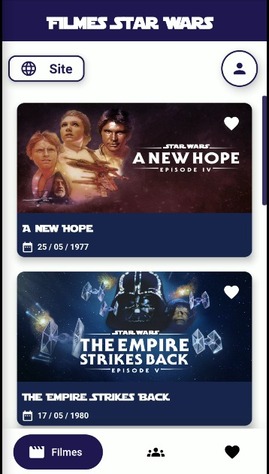 FILMES STAR WARS
Site
STAR WARS
A NEW HOPE
EPISODE IV
A NEW HOPE
25 / 05 / 1977
STAR WARS
THE EMPIRE
STRIKES BACK
EPISODE V
THE EMPIRE STRIKES BACK
17 / 05 / 1980
Filmes